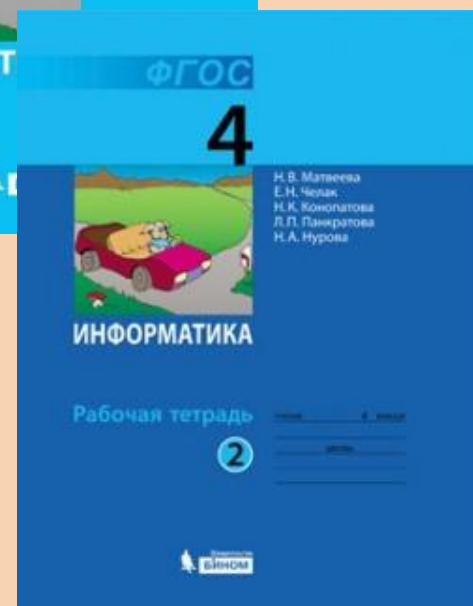 Т
ФГОС
4
Н.В. Матвеева
Е.Н. Челак
Н.К. Конопатова
Л.П. Панкратова
Н.А. Нурова
ИНФОРМАТИКА
Рабочая тетрадь
2
БИНОМ